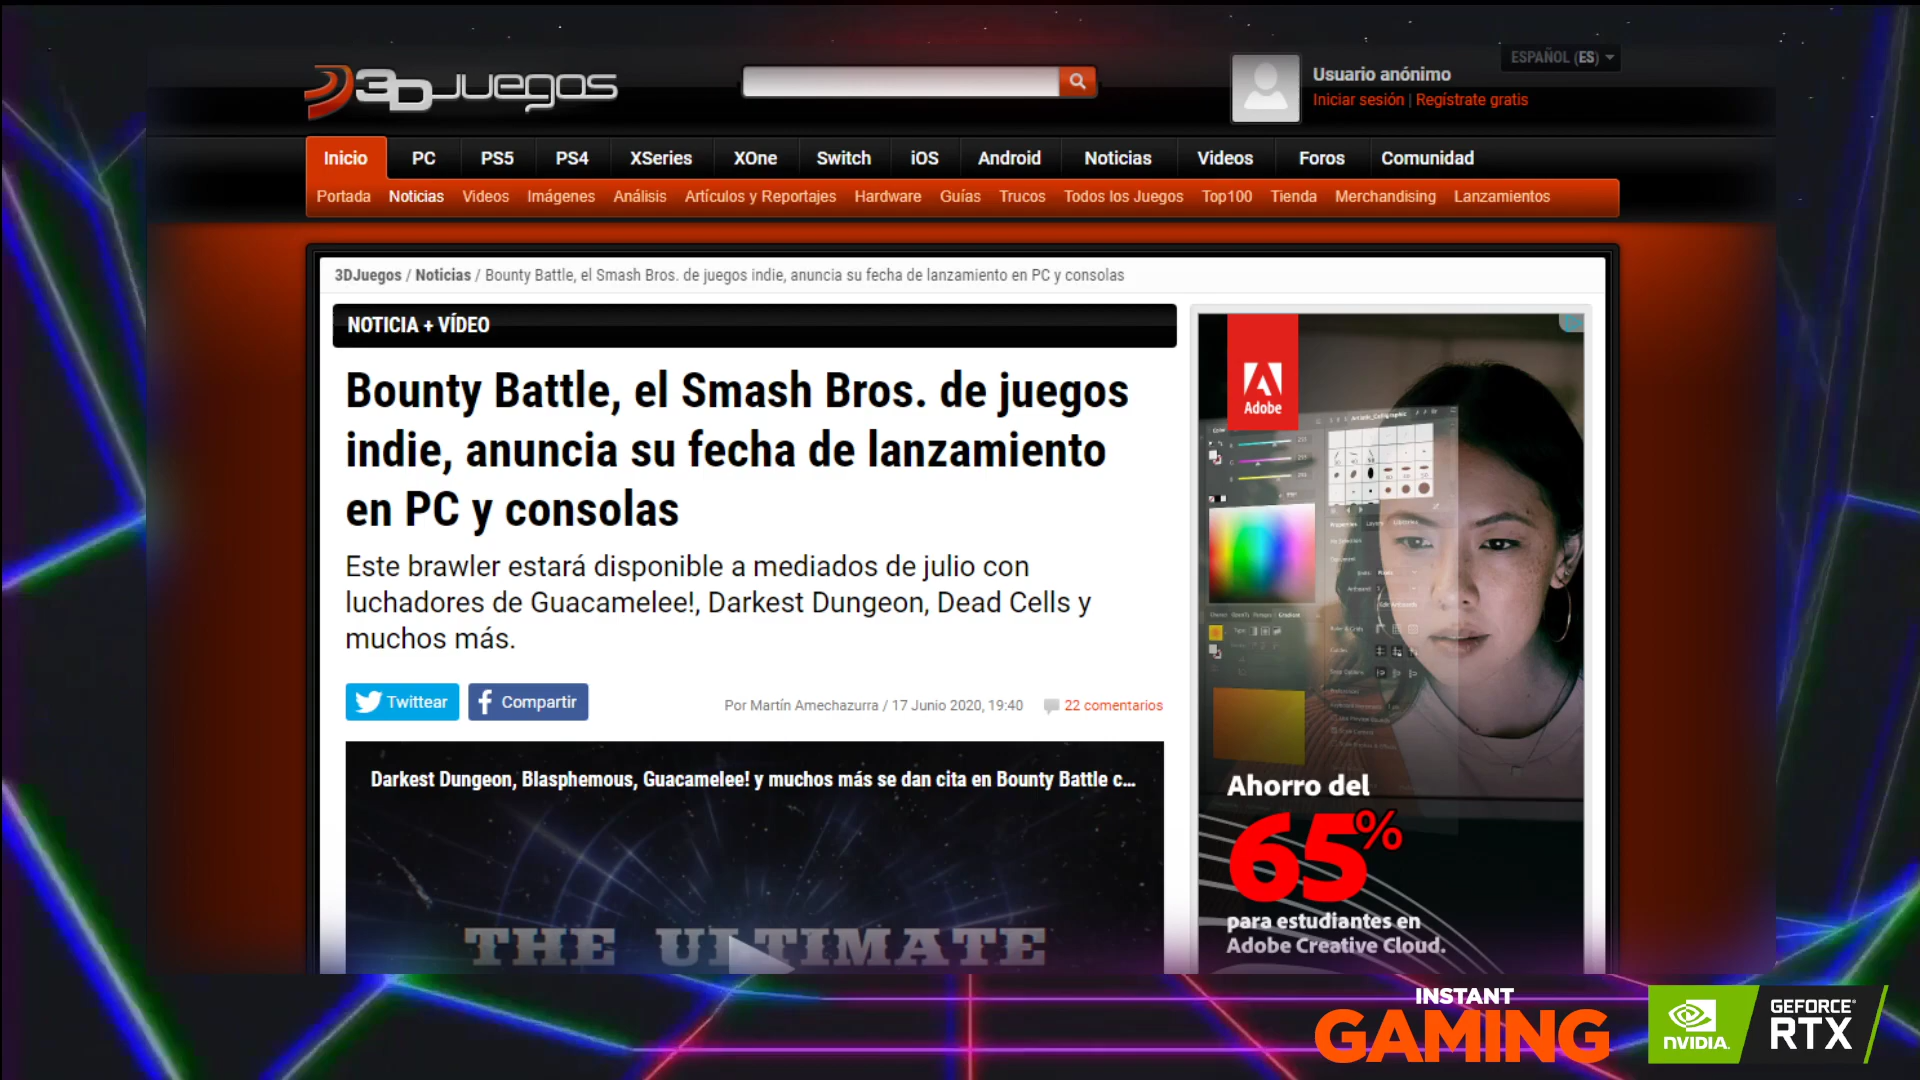 3DJuegos
ESPAÑOL (ES)
Usuario anónimo
Iniciar sesión | Regístrate gratis
Inicio PC PS5 PS4 XSeries XOne Switch iOS Android Noticias Videos Foros Comunidad
Portada Noticias Videos Imágenes Análisis Artículos y Reportajes Hardware Guías Trucos Todos los Juegos Top100 Tienda Merchandising Lanzamientos
3DJuegos / Noticias / Bounty Battle, el Smash Bros. de juegos indie, anuncia su fecha de lanzamiento en PC y consolas
NOTICIA + VÍDEO
Bounty Battle, el Smash Bros. de juegos
indie, anuncia su fecha de lanzamiento
en PC y consolas
Este brawler estará disponible a mediados de julio con
luchadores de Guacamelee!, Darkest Dungeon, Dead Cells y
muchos más.
Twittear
Compartir
Por Martín Amechazurra / 17 Junio 2020, 19:40
22 comentarios
Darkest Dungeon, Blasphemous, Guacamelee! y muchos más se dan cita en Bounty Battle c...
THE ULTIMATE
Adobe
Ahorro del
65%
para estudiantes en
Adobe Creative Cloud.
INSTANT
GAMING
NVIDIA.
GEFORCE
RTX